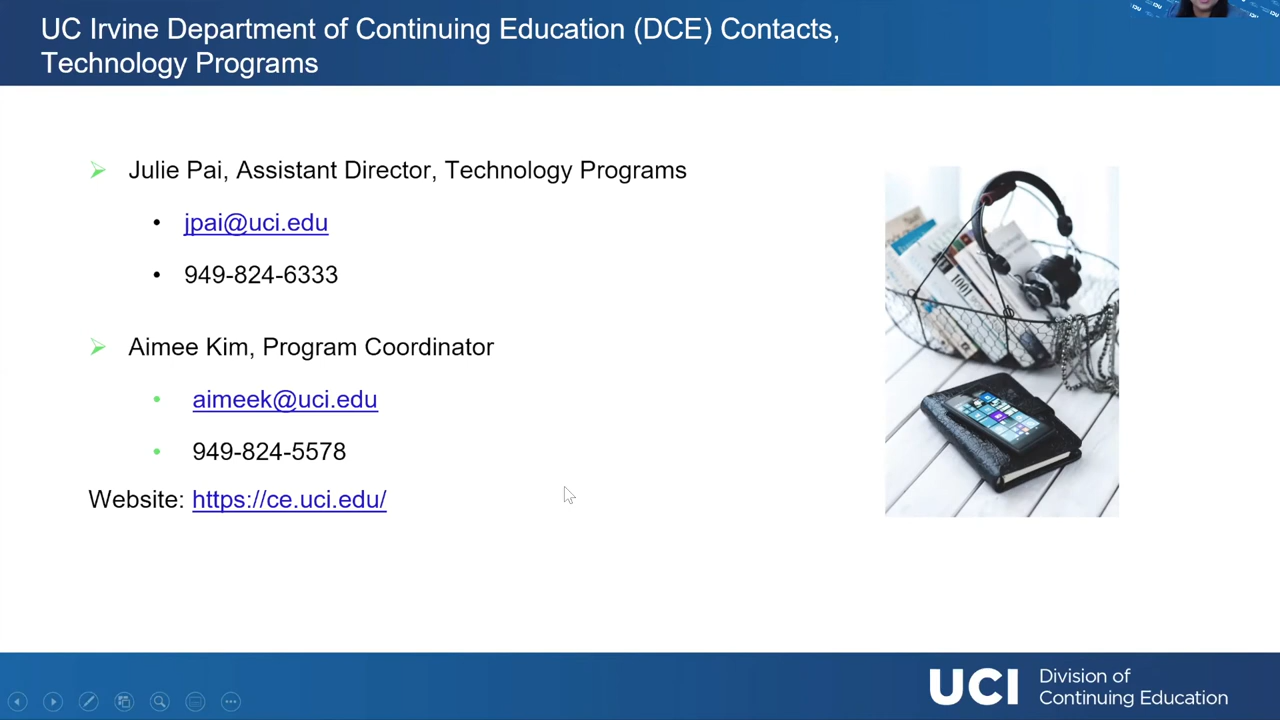 UC Irvine Department of Continuing Education (DCE) Contacts,
Technology Programs
Julie Pai, Assistant Director, Technology Programs
jpai@uci.edu
949-824-6333
Aimee Kim, Program Coordinator
aimeek@uci.edu
949-824-5578
Website: https://ce.uci.edu/
1001
UCI Division of
Continuing Education